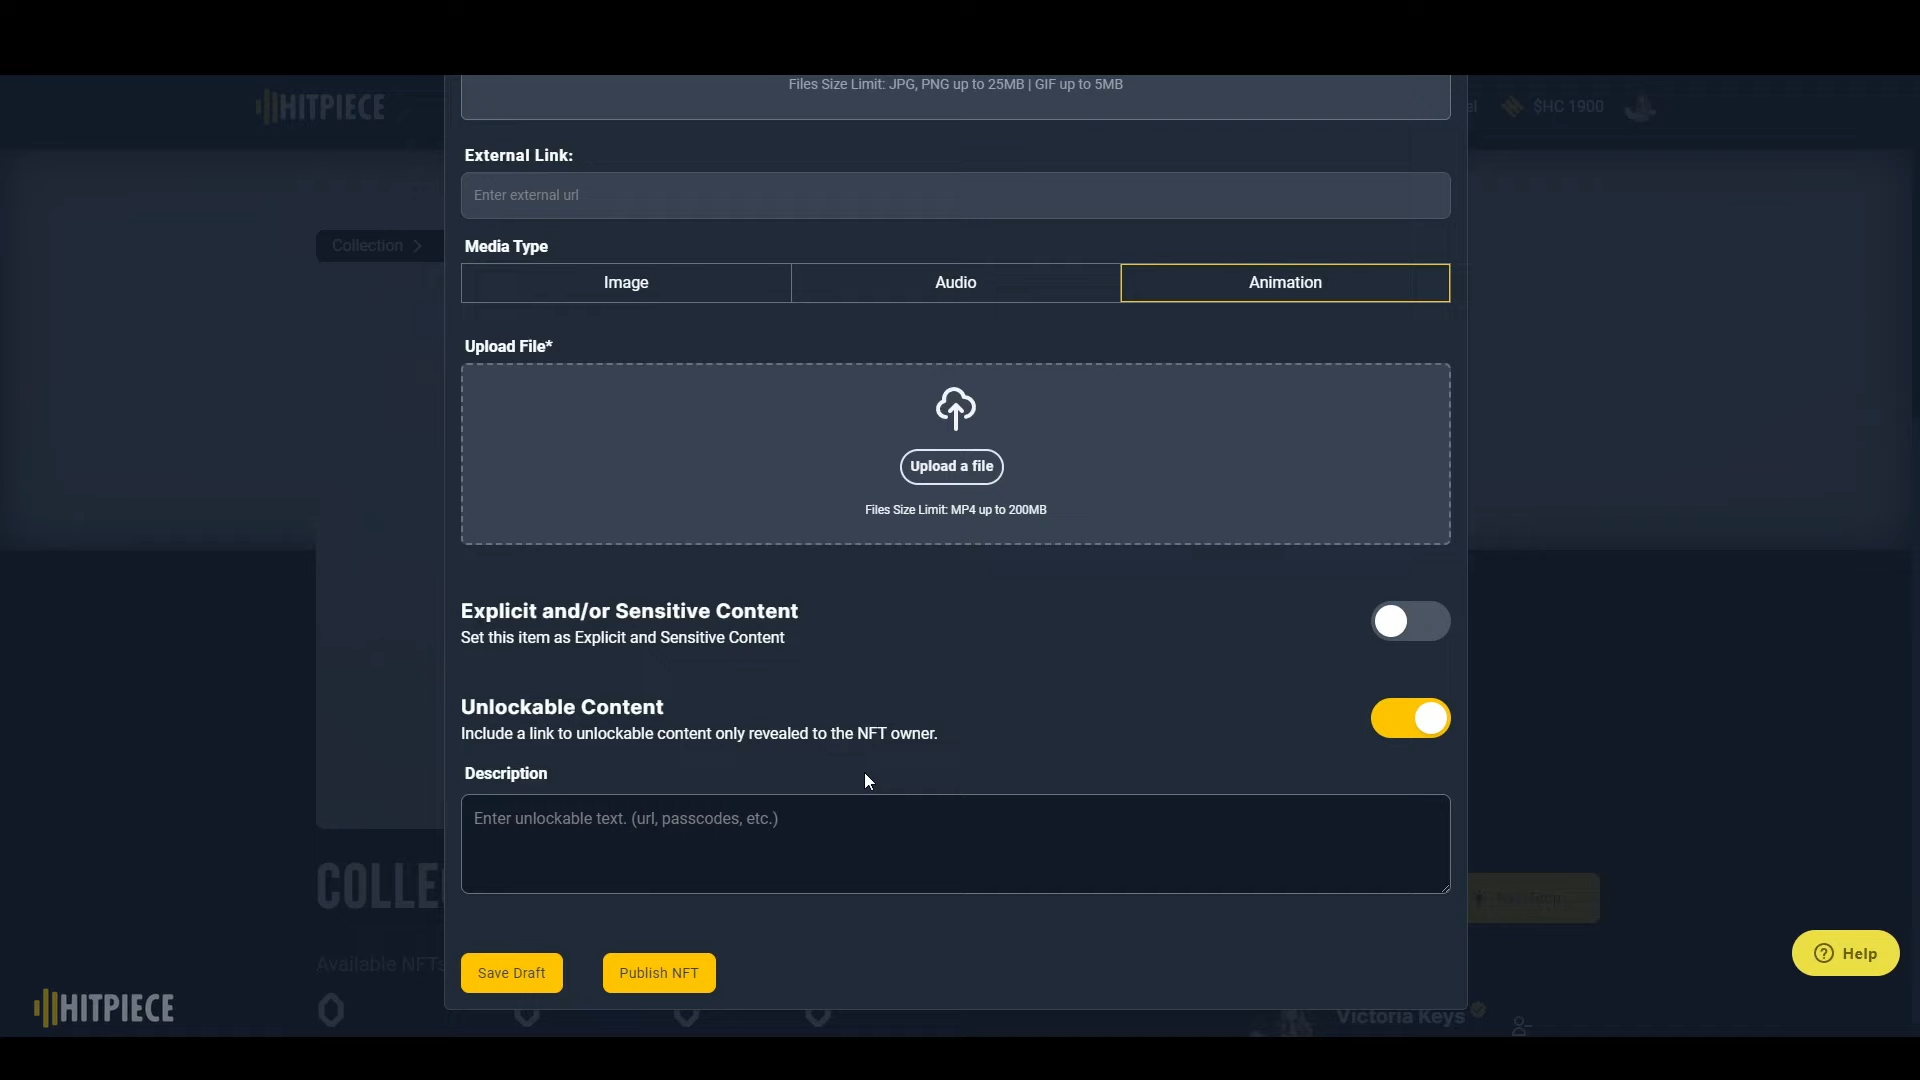 Files Size Limit: JPG, PNG up to 25MB | GIF up to 5MB
HITPIECE
$HC 1900
External Link:
Enter external url
Collection >
Media Type
Image
Audio
Animation
Upload File*
Upload a file
Files Size Limit: MP4 up to 200MB
Explicit and/or Sensitive Content
Set this item as Explicit and Sensitive Content
Unlockable Content
Include a link to unlockable content only revealed to the NFT owner.
Description
Enter unlockable text. (url, passcodes, etc.)
COLLE
Available NFTs
Save Draft
Publish NFT
? Help
HITPIECE
Victoria Keys